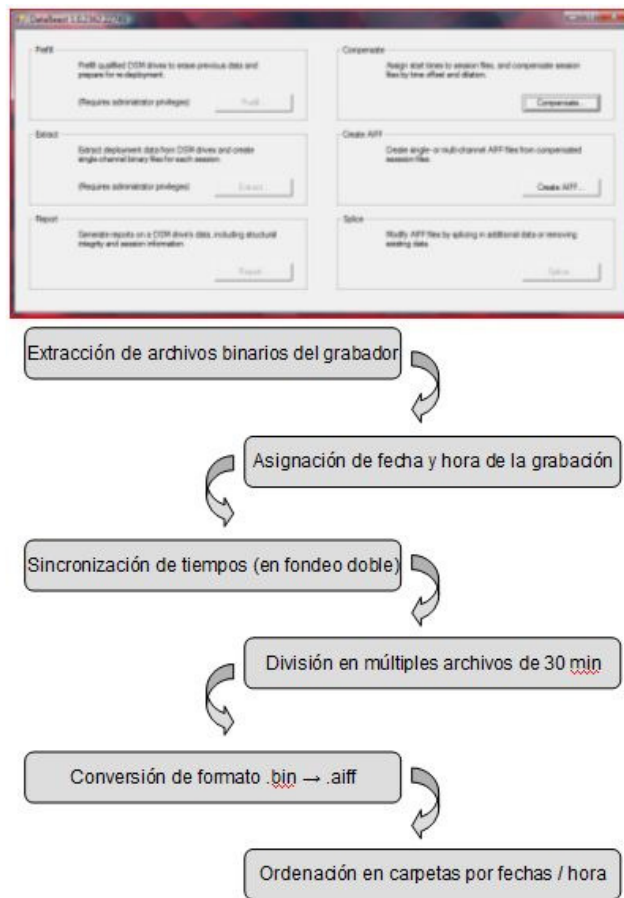 Prefill
Compensate
Prefill qualified DSM drives to erase previous data and
prepare for re-deployment.
Assign start times to session files, and compensate session
files by time offset and dilation.
(Requires administrator privileges)
Prefill
Compensate...
Extract
Create AIFF
Extract deployment data from DSM drives and create
single-channel binary files for each session.
Create single- or multi-channel AIFF files from compensated
session files.
(Requires administrator privileges)
Extract...
Create AIFF...
Report
Splice
Generate reports on a DSM drive's data, including structural
integrity and session information.
Modify AIFF files by splicing in additional data or removing
existing data.
Report
Splice
Extracción de archivos binarios del grabador
Asignación de fecha y hora de la grabación
Sincronización de tiempos (en fondeo doble)
División en múltiples archivos de 30 min
Conversión de formato .bin → .aiff
Ordenación en carpetas por fechas / hora